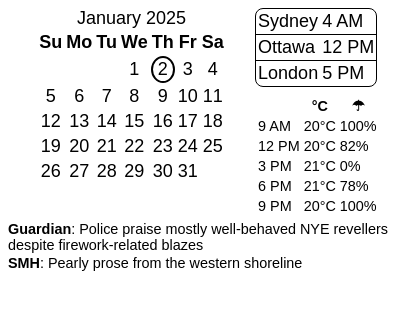 January 2025
Su Mo Tu We Th Fr Sa
1 2 3 4
5 6 7 8 9 10 11
12 13 14 15 16 17 18
19 20 21 22 23 24 25
26 27 28 29 30 31
Sydney 4 AM
Ottawa 12 PM
London 5 PM
°C ☂
9 AM 20°C 100%
12 PM 20°C 82%
3 PM 21°C 0%
6 PM 21°C 78%
9 PM 20°C 100%
Guardian: Police praise mostly well-behaved NYE revellers
despite firework-related blazes
SMH: Pearly prose from the western shoreline